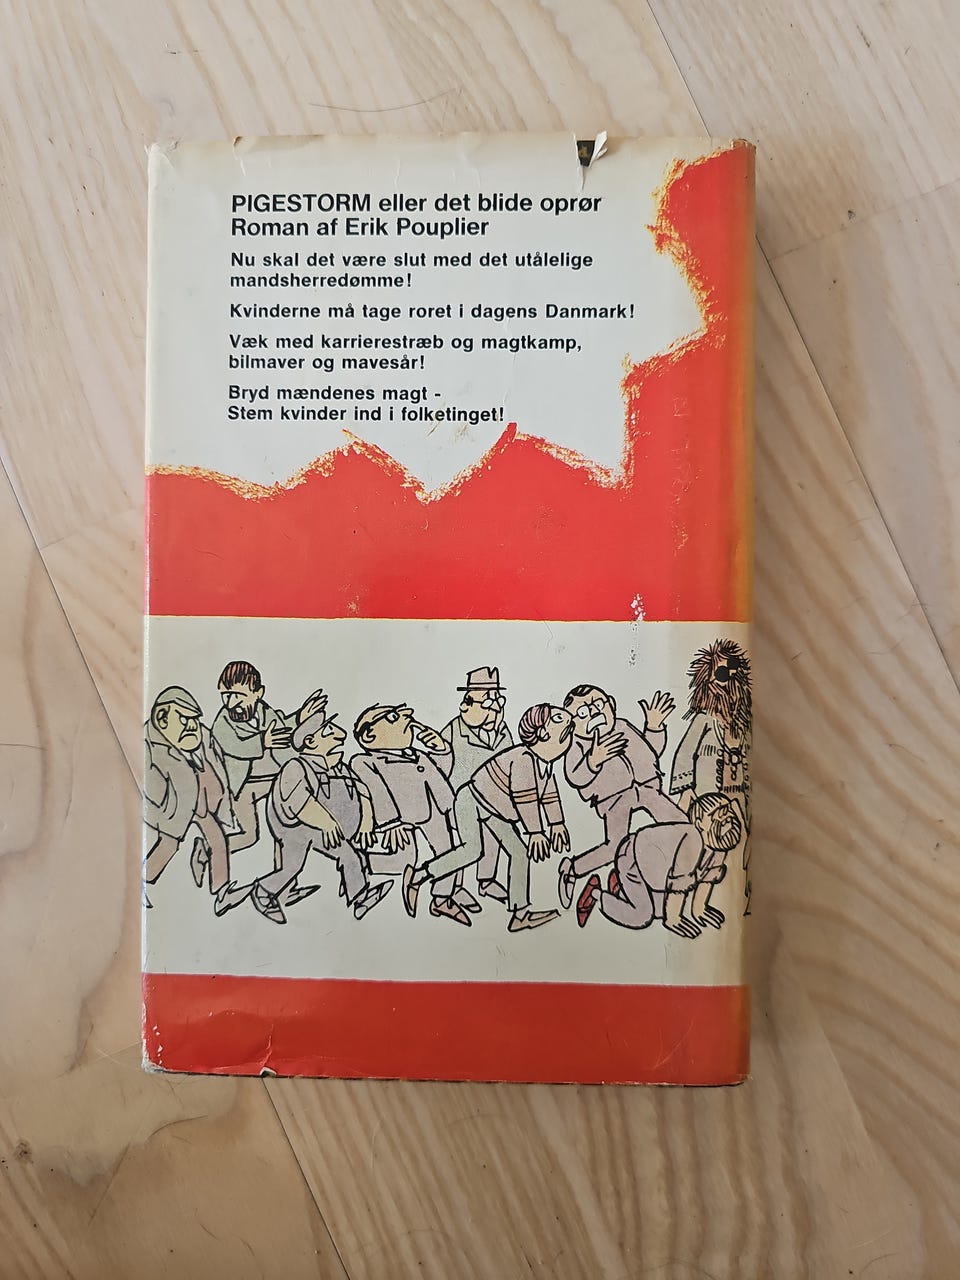 PIGESTORM eller det blide oprør
Roman af Erik Pouplier
Nu skal det være slut med det utålelige
mandsherredømme!
Kvinderne må tage roret i dagens Danmark!
Væk med karrierestræb og magtkamp,
bilmaver og mavesår!
Bryd mændenes magt -
Stem kvinder ind i folketinget!